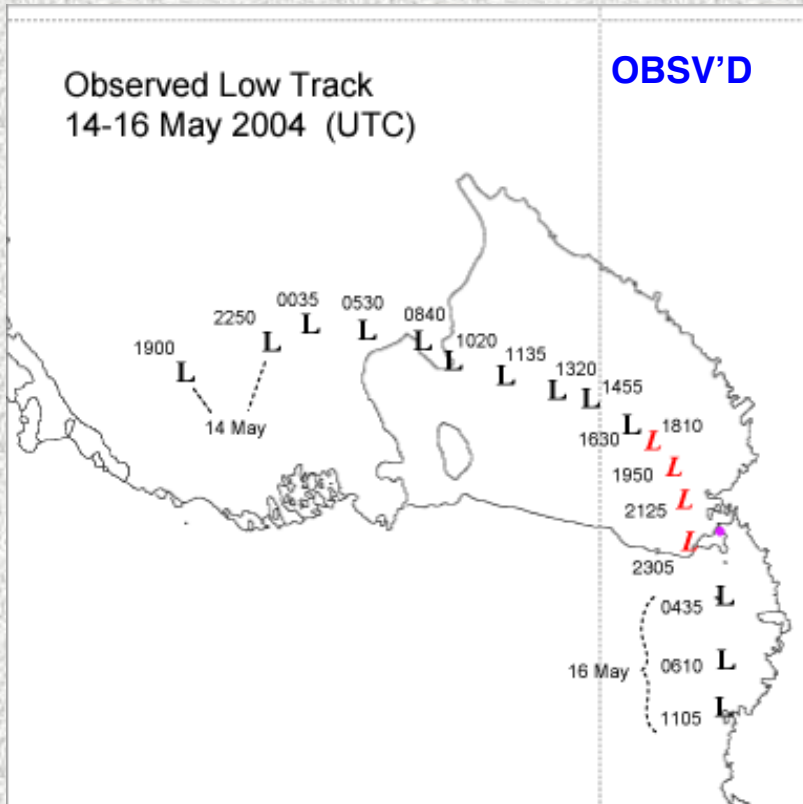 OBSV’D
Observed Low Track
14-16 May 2004 (UTC)
1900
L
2250
L
0035
L
0530
L
0840
L
1020
L
1135
L
1320
L
1455
L
1630
L
1810
L
1950
L
2125
L
2305
L
14 May
0435
L
0610
L
1105
L
16 May